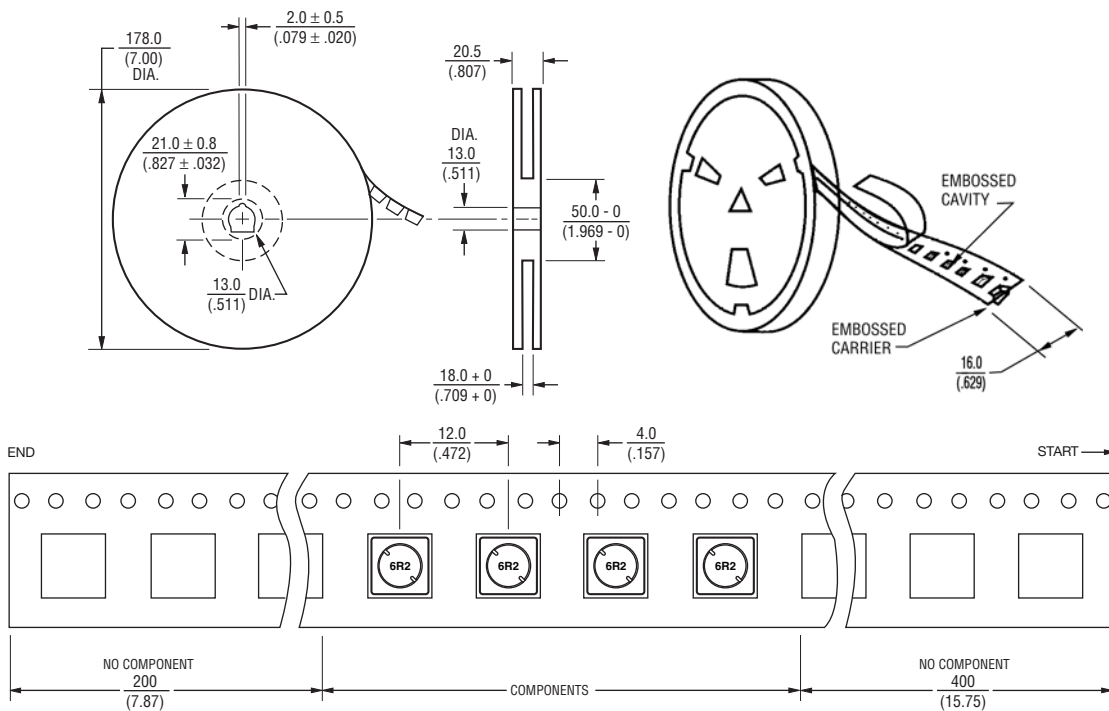 2.0 ± 0.5
(.079 ± .020)
178.0
(7.00)
DIA.
20.5
(.807)
21.0 ± 0.8
(.827 ± .032)
DIA.
13.0
(.511)
EMBOSSED
CAVITY
50.0 - 0
(1.969 - 0)
13.0
(.511)
DIA.
EMBOSSED
CARRIER
16.0
(.629)
18.0 + 0
(.709 + 0)
END
12.0
(.472)
4.0
(.157)
START
6R2
6R2
6R2
6R2
NO COMPONENT
200
(7.87)
COMPONENTS
NO COMPONENT
400
(15.75)